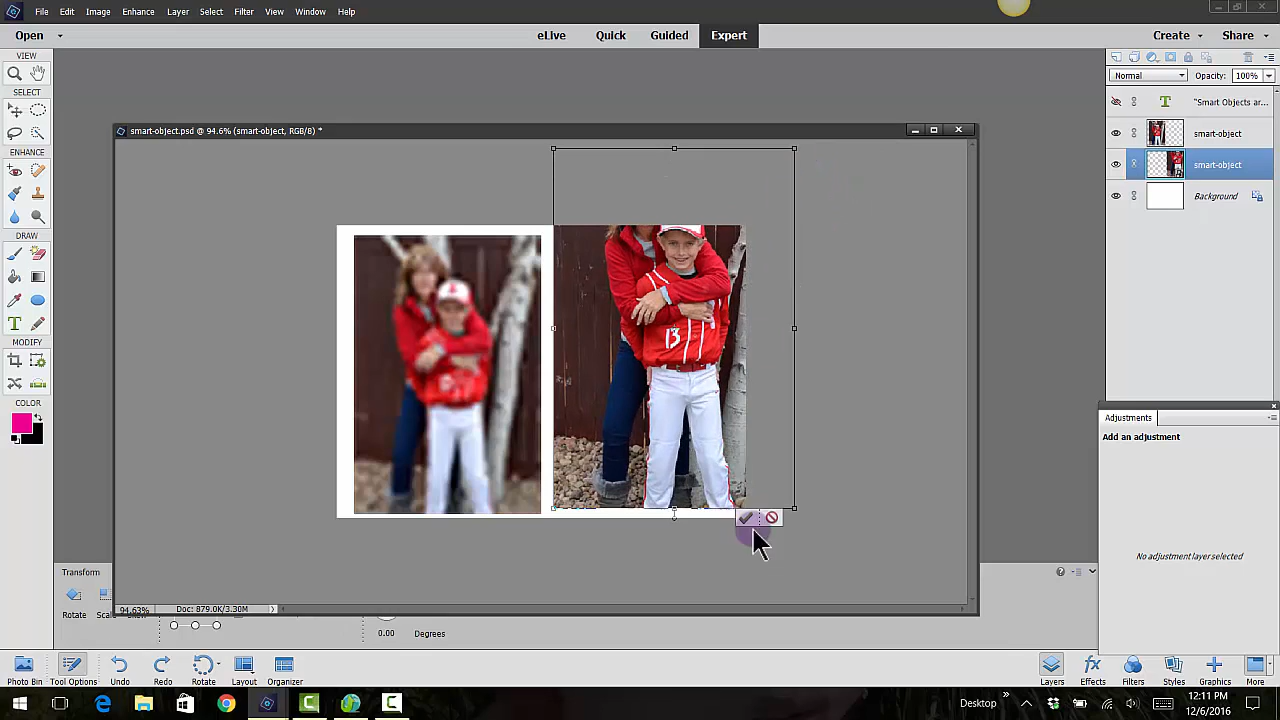 File Edit Image Enhance Layer Select Filter View Window Help
Open eLive Quick Guided Expert Create Share
VIEW
SELECT
ENHANCE
DRAW
MODIFY
COLOR
Normal Opacity: 100%
"Smart Objects ar
smart-object
smart-object
Background
smart-object.psd @ 94.6% (smart-object, RGB/8) *
13
Adjustments
Add an adjustment
No adjustment layer selected
94.63% Doc: 879.0K/3.30M
Transform
Rotate Scal
0.00 Degrees
Photo Bin Tool Options Undo Redo Rotate Layout Organizer Layers Effects Filters Styles Graphics More
Desktop
12:11 PM
12/6/2016